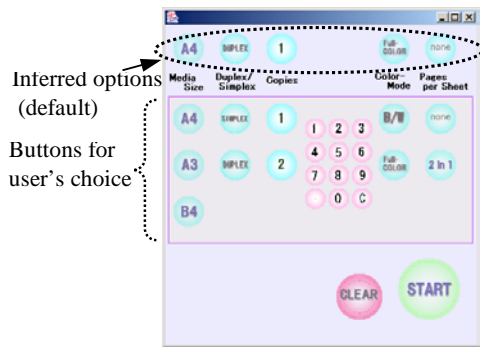 A4 DUPLEX 1 Full-COLOR none
Inferred options
(default)
Media Size Duplex/Simplex Copies Color-Mode Pages per Sheet
Buttons for
user's choice
A4 SIMPLEX 1 B/W none
1 2 3
A3 DUPLEX 2 4 5 6 Full-COLOR 2 In 1
7 8 9
B4 0 C
CLEAR START